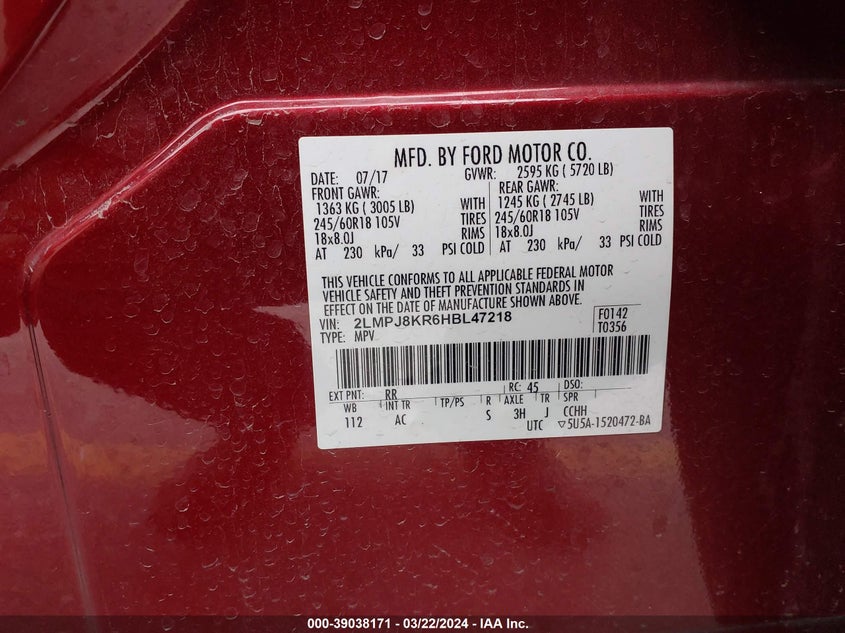 MFD. BY FORD MOTOR CO.
DATE: 07/17 GVWR: 2595 KG ( 5720 LB)
FRONT GAWR: REAR GAWR:
1363 KG ( 3005 LB) WITH 1245 KG ( 2745 LB) WITH
245/60R18 105V TIRES 245/60R18 105V TIRES
18x8.0J RIMS 18x8.0J RIMS
AT 230 kPa/ 33 PSI COLD AT 230 kPa/ 33 PSI COLD
THIS VEHICLE CONFORMS TO ALL APPLICABLE FEDERAL MOTOR
VEHICLE SAFETY AND THEFT PREVENTION STANDARDS IN
EFFECT ON THE DATE OF MANUFACTURE SHOWN ABOVE.
VIN: 2LMPJ8KR6HBL47218 F0142
TYPE: MPV T0356
EXT PNT: RR RC: 45 DSO:
WB INT TR TP/PS R AXLE TR SPR
112 AC S 3H J CCHH
UTC ▽5U5A-1520472-BA
000-39038171 - 03/22/2024 - IAA Inc.